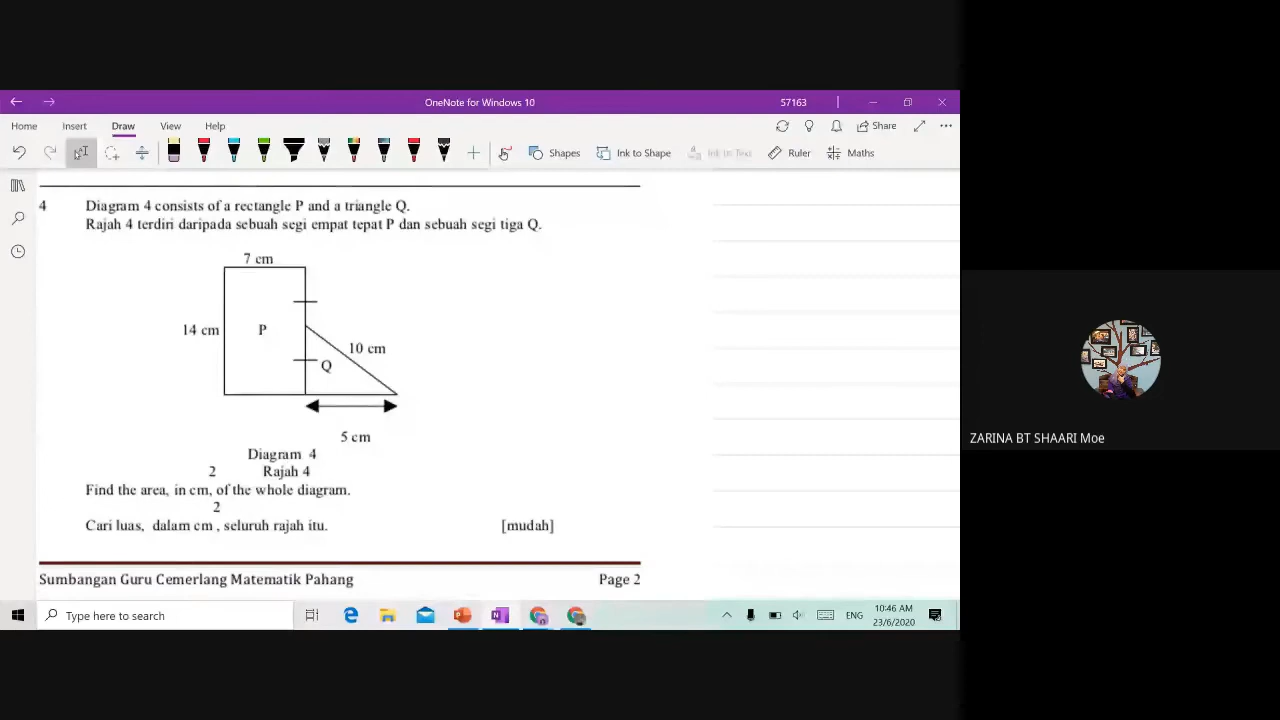 OneNote for Windows 10
57163
Home Insert Draw View Help
Share
Shapes Ink to Shape Ink to Text Ruler Maths
4 Diagram 4 consists of a rectangle P and a triangle Q.
Rajah 4 terdiri daripada sebuah segi empat tepat P dan sebuah segi tiga Q.
7 cm
14 cm
P
10 cm
Q
5 cm
Diagram 4
2 Rajah 4
Find the area, in cm, of the whole diagram.
2
Cari luas, dalam cm , seluruh rajah itu. [mudah]
Sumbangan Guru Cemerlang Matematik Pahang Page 2
Type here to search
ENG
10:46 AM
23/6/2020
ZARINA BT SHAARI Moe